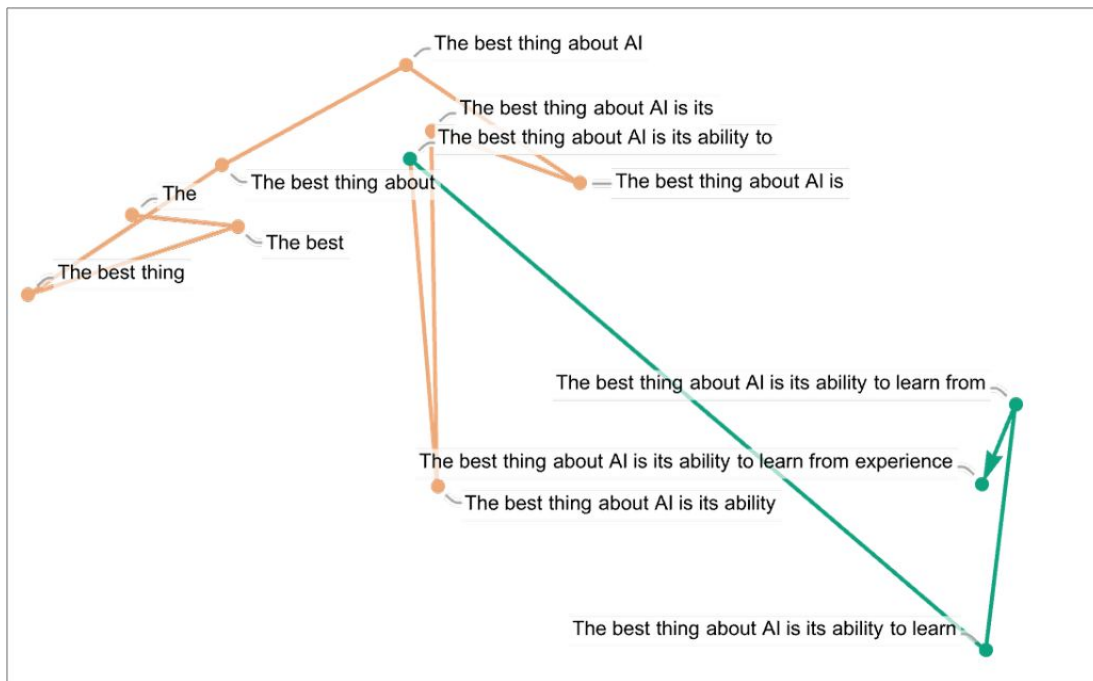 The best thing about AI
The best thing about AI is its
The best thing about AI is its ability to
The best thing about
The best thing about AI is
The
The best
The best thing
The best thing about AI is its ability to learn from
The best thing about AI is its ability to learn from experience
The best thing about AI is its ability
The best thing about AI is its ability to learn